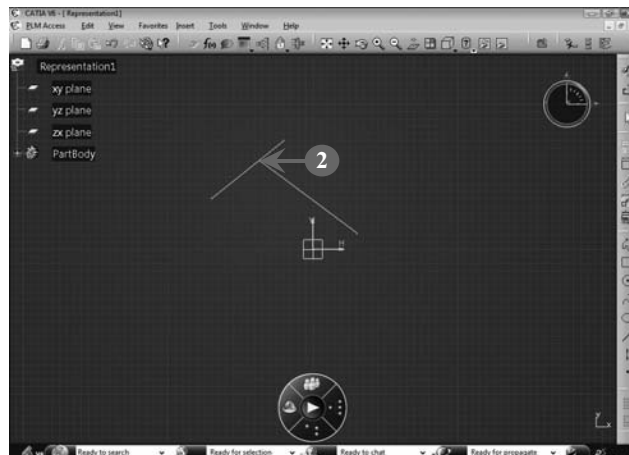 CATIA V6 - [ Representation1]
PLM Access Edit View Favorites Insert Tools Window Help
Representation1
xy plane
yz plane
zx plane
PartBody
2
V
H
y
x
Ready to search
Ready for selection
Ready to chat
Ready for propagate